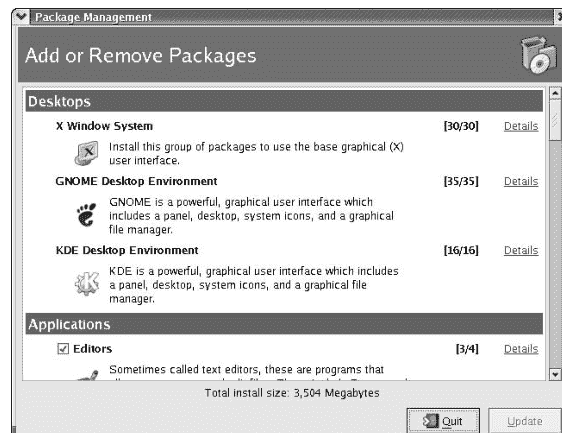 Package Management
Add or Remove Packages
Desktops
X Window System [30/30] Details
Install this group of packages to use the base graphical (X)
user interface.
GNOME Desktop Environment [35/35] Details
GNOME is a powerful, graphical user interface which
includes a panel, desktop, system icons, and a graphical
file manager.
KDE Desktop Environment [16/16] Details
KDE is a powerful, graphical user interface which includes
a panel, desktop, system icons, and a graphical file
manager.
Applications
Editors [3/4] Details
Sometimes called text editors, these are programs that
Total install size: 3,504 Megabytes
Quit Update